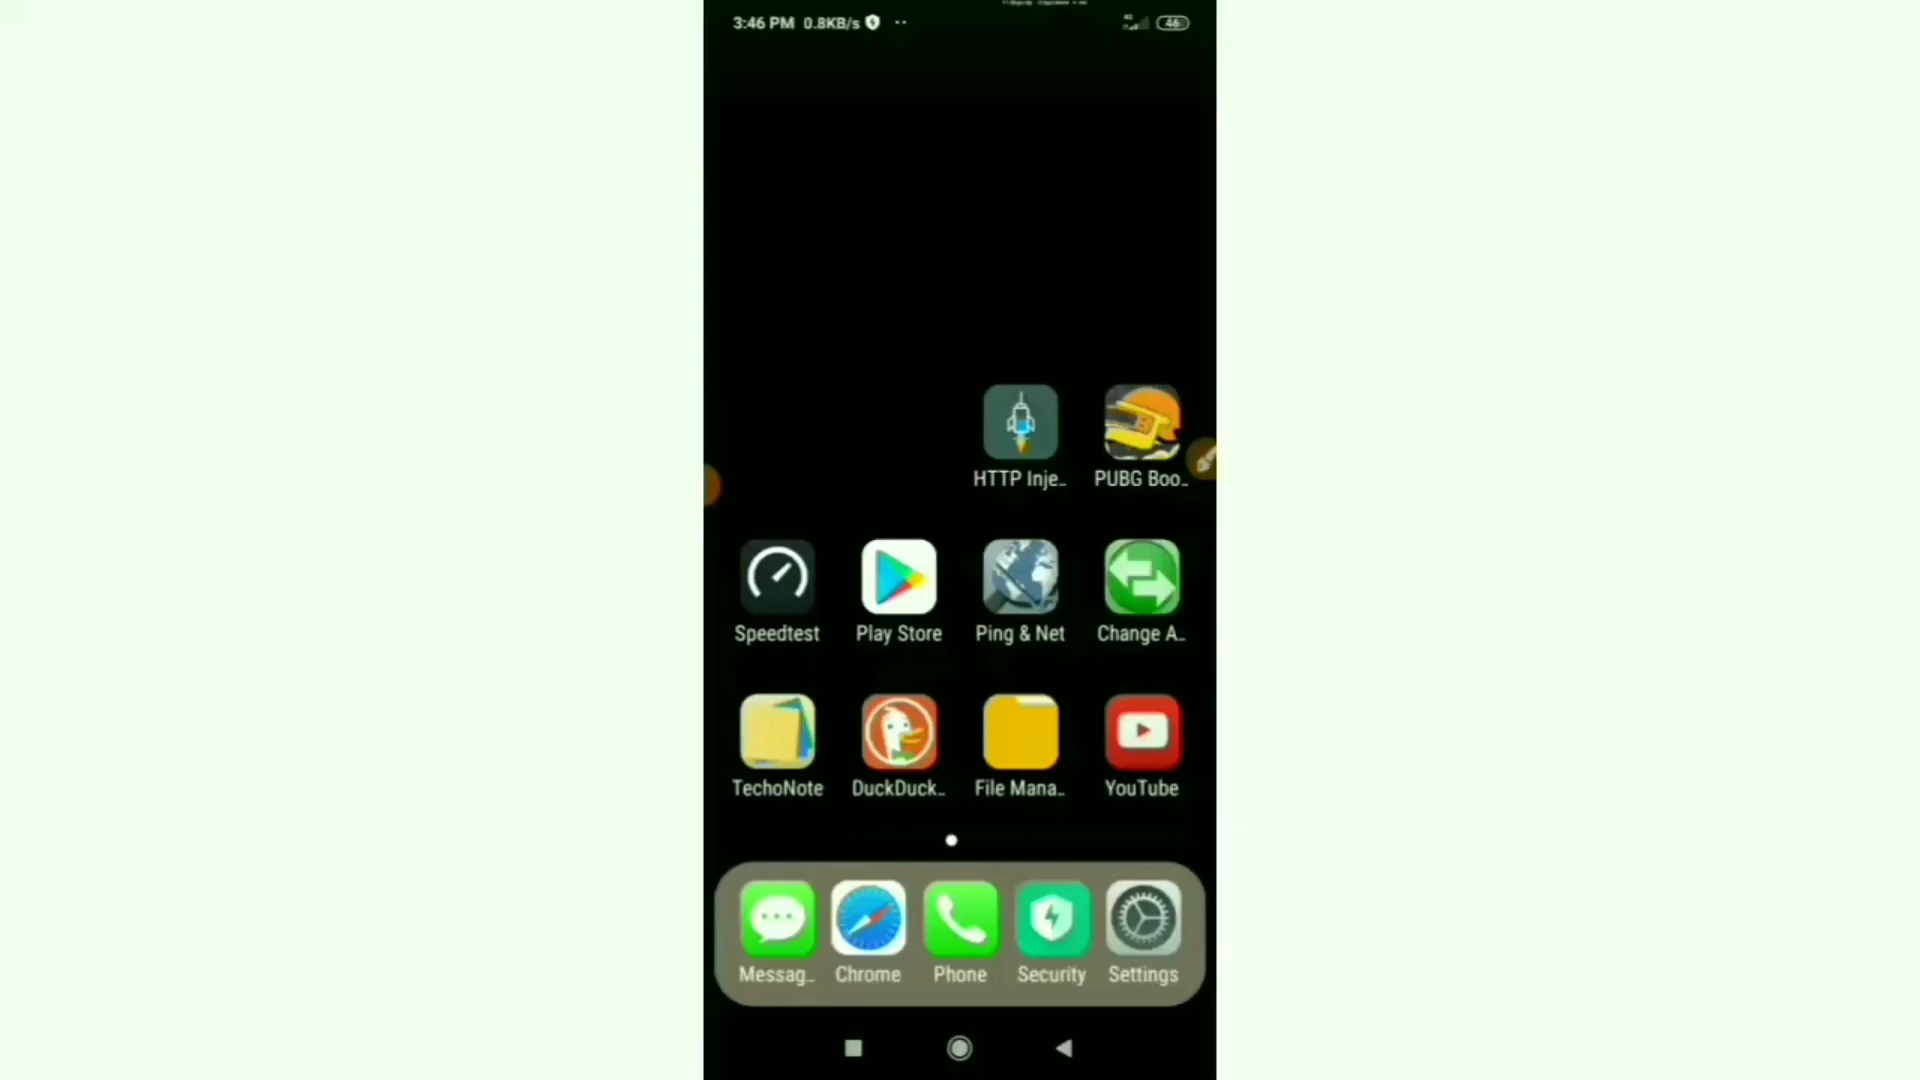 3:46 PM 0.8KB/s 46
HTTP Inje.. PUBG Boo..
Speedtest Play Store Ping & Net Change A..
TechoNote DuckDuck.. File Mana.. YouTube
Messag.. Chrome Phone Security Settings